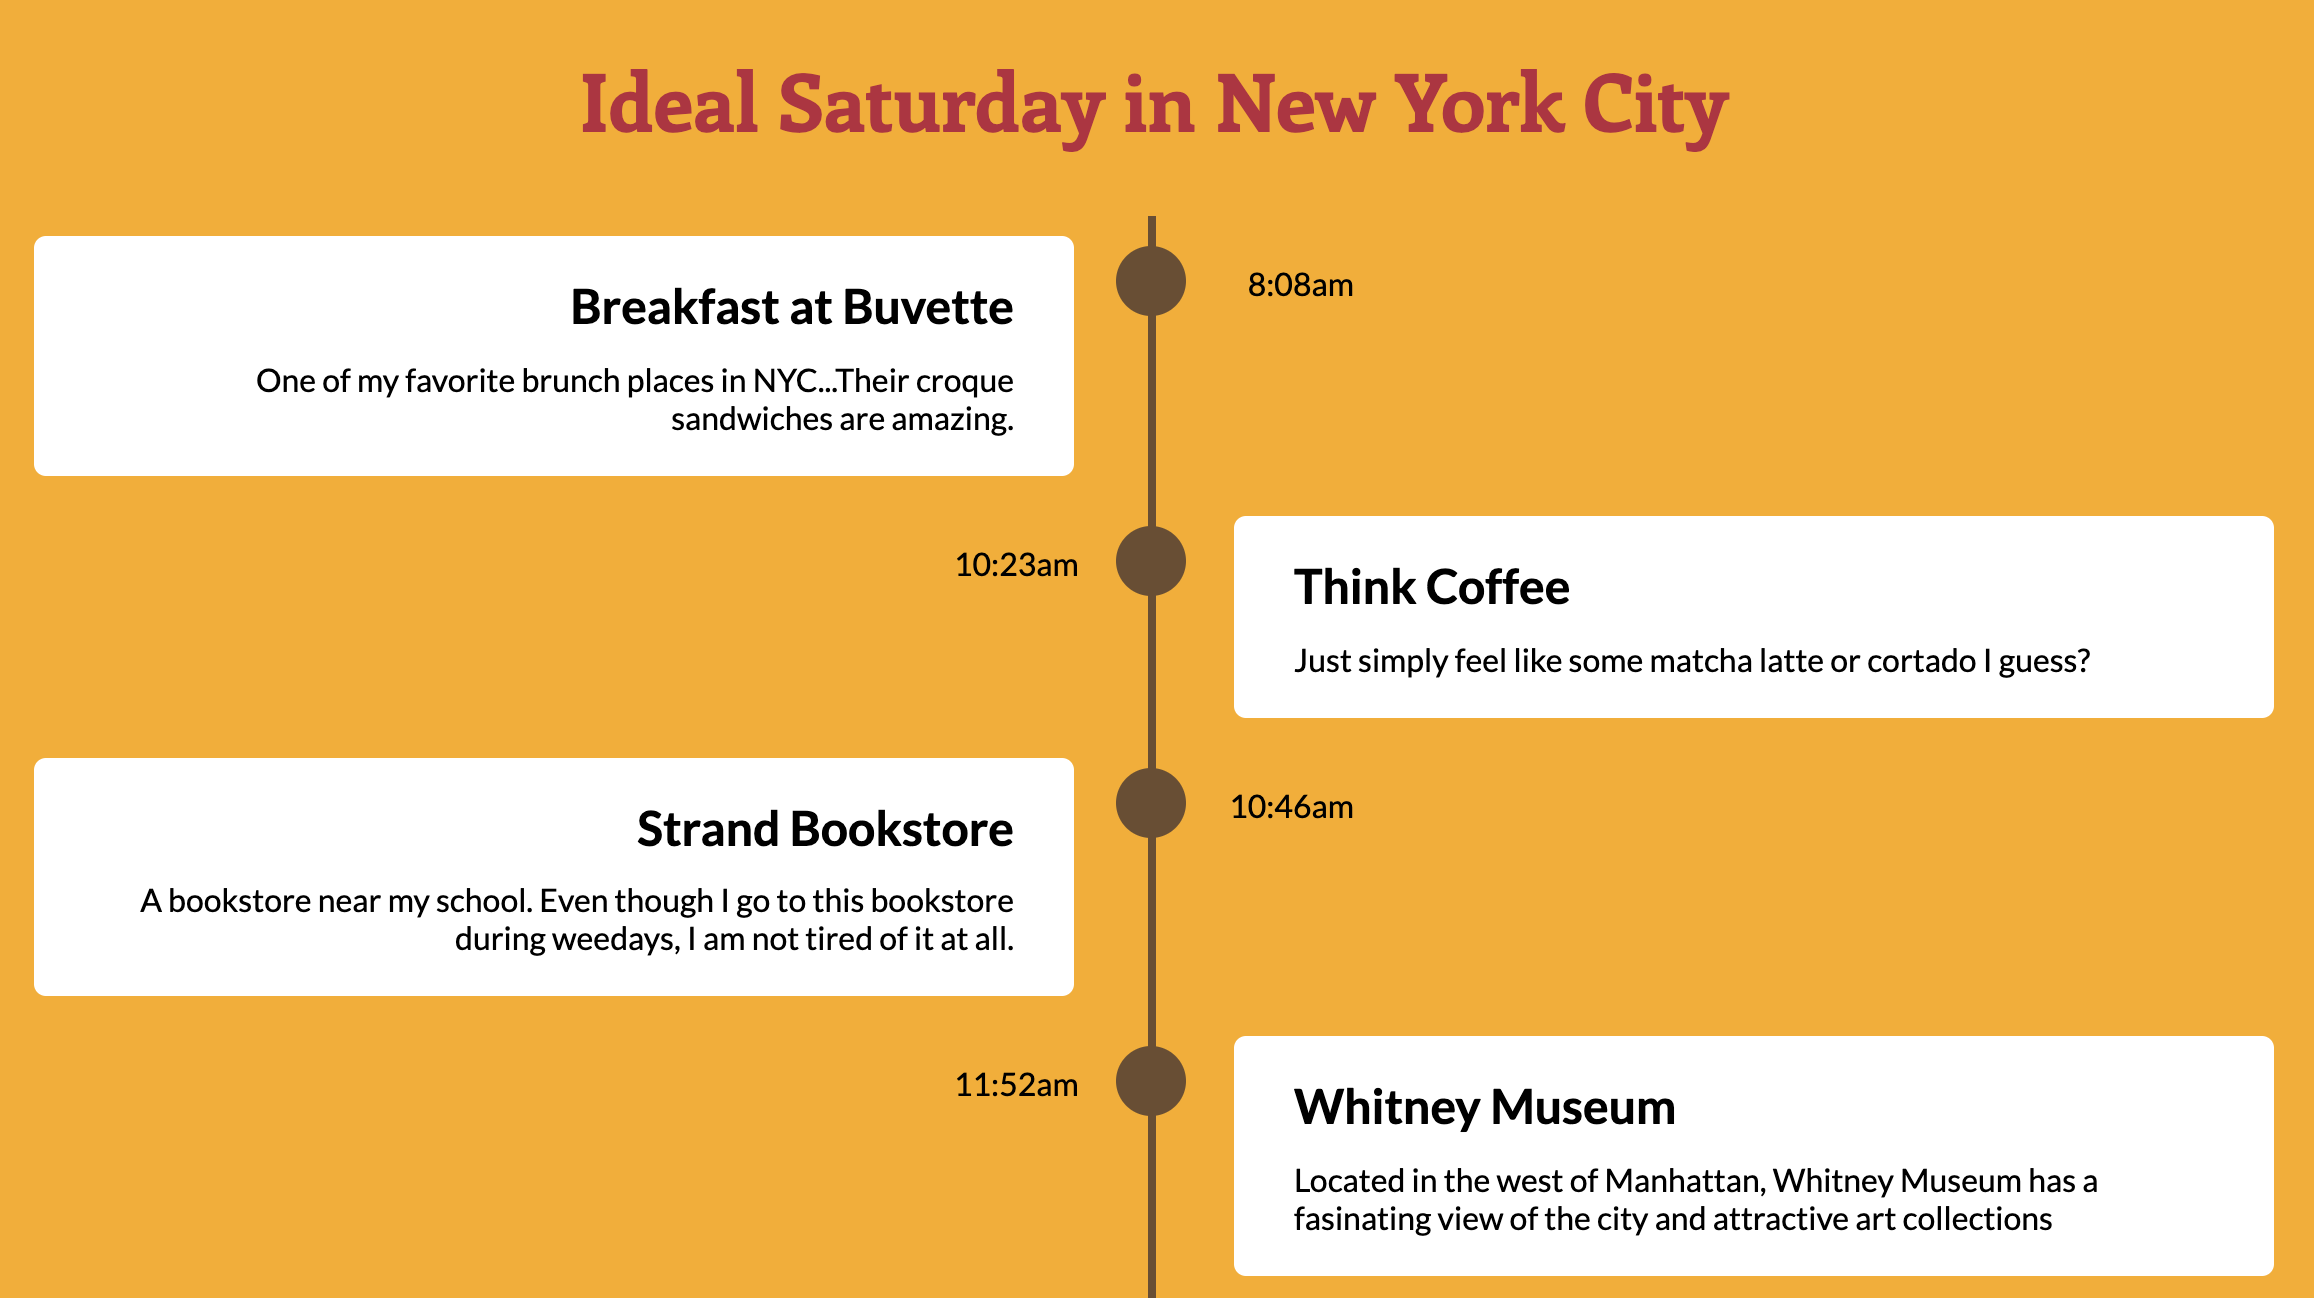 Ideal Saturday in New York City
8:08am
Breakfast at Buvette
One of my favorite brunch places in NYC...Their croque
sandwiches are amazing.
10:23am
Think Coffee
Just simply feel like some matcha latte or cortado I guess?
10:46am
Strand Bookstore
A bookstore near my school. Even though I go to this bookstore
during weedays, I am not tired of it at all.
11:52am
Whitney Museum
Located in the west of Manhattan, Whitney Museum has a
fasinating view of the city and attractive art collections